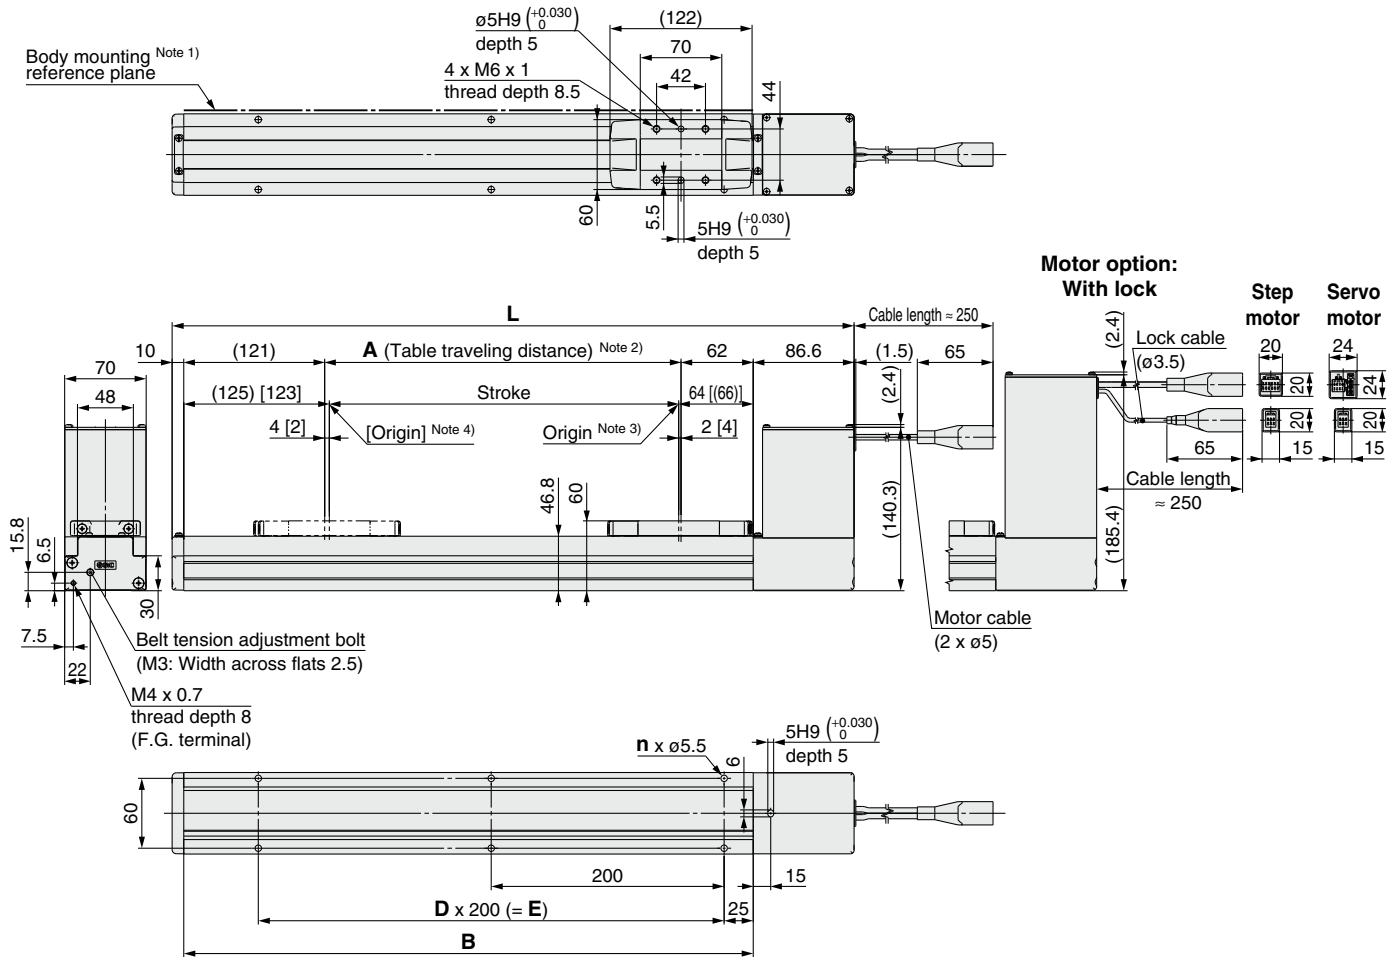 ø5H9 (+0.030 0)
depth 5
(122)
70
42
44
Body mounting Note 1)
reference plane
4 x M6 x 1
thread depth 8.5
60
5.5
5H9 (+0.030 0)
depth 5
Motor option:
With lock
Step
motor
Servo
motor
L
Cable length ≈ 250
10
(121)
A (Table traveling distance) Note 2)
62
86.6
(1.5)
65
(2.4)
Lock cable
(ø3.5)
20
24
20
24
70
48
(125) [123]
Stroke
64 [(66)]
(2.4)
4 [2]
[Origin] Note 4)
Origin Note 3)
2 [4]
20
20
65
15
15
Cable length
≈ 250
46.8
60
(140.3)
(185.4)
15.8
6.5
30
SMC
7.5
22
Belt tension adjustment bolt
(M3: Width across flats 2.5)
Motor cable
(2 x ø5)
M4 x 0.7
thread depth 8
(F.G. terminal)
n x ø5.5
5H9 (+0.030 0)
depth 5
6
60
200
15
D x 200 (= E)
25
B